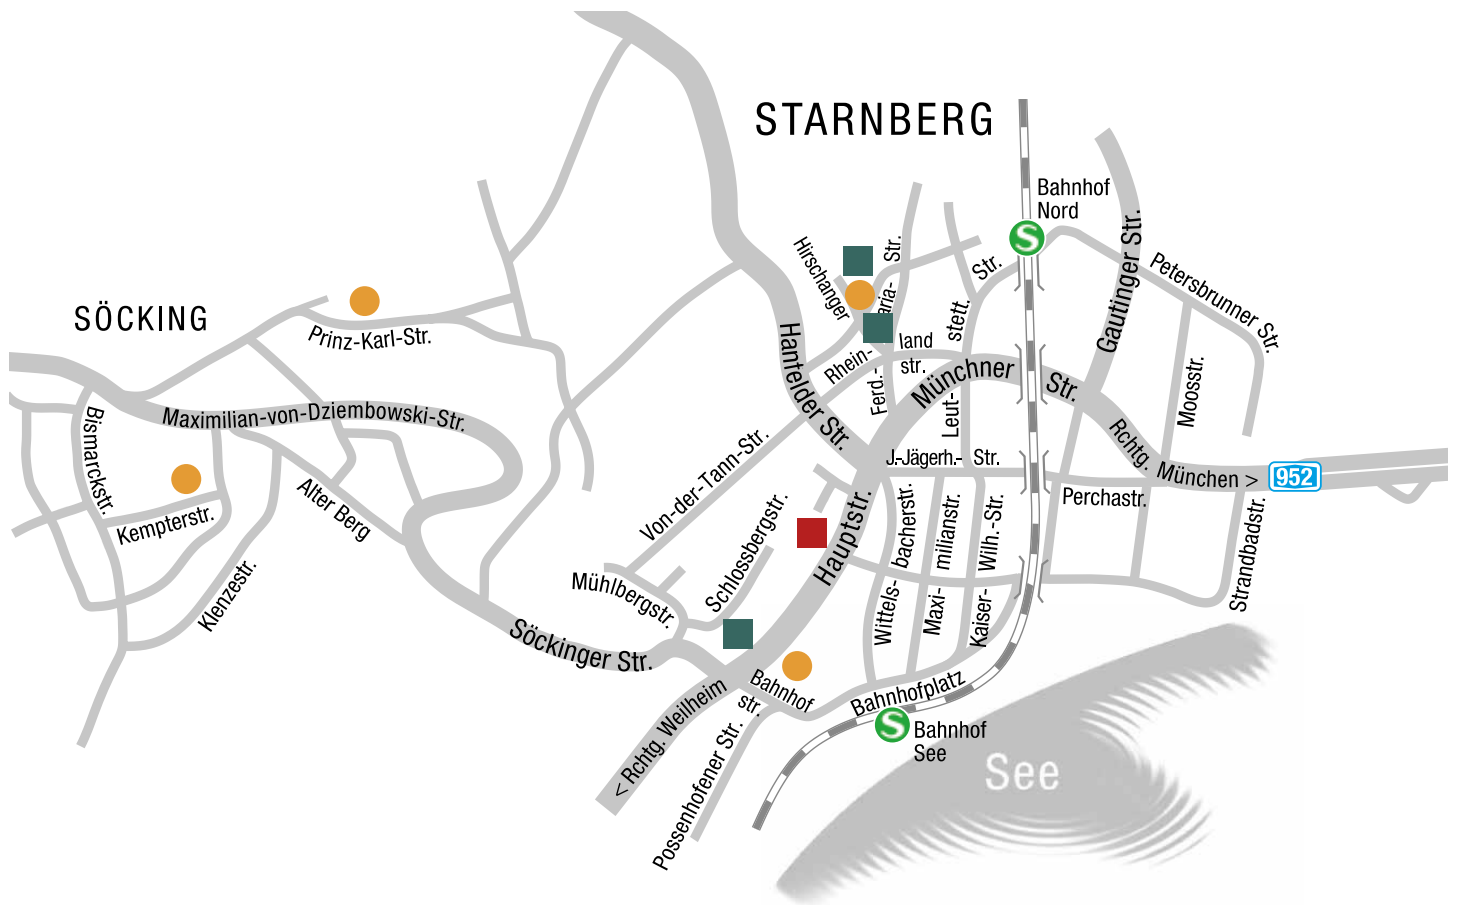 STARNBERG
Bahnhof
Nord
S
Gautinger Str.
Petersbrunner Str.
Hirschanger
Str.
aria-
Ferd.-
Str.
stett.
Leut-
Rhein-
land
str.
SÖCKING
Prinz-Karl-Str.
Hanfelder Str.
Münchner
Str.
Moosstr.
Maximilian-von-Dziembowski-Str.
Bismarckstr.
Rchtg.
München >
952
Von-der-Tann-Str.
J.-Jägerh.-
Str.
Perchastr.
Kempterstr.
Alter Berg
Klenzestr.
Schlossbergstr.
Hauptstr.
Wittels-
bacherstr.
Maxi-
milianstr.
Kaiser-
Wilh.-Str.
Strandbadstr.
Mühlbergstr.
Söckinger Str.
Bahnhof
str.
Bahnhofplatz
< Rchtg. Weilheim
Possenhofener Str.
S
Bahnhof
See
See